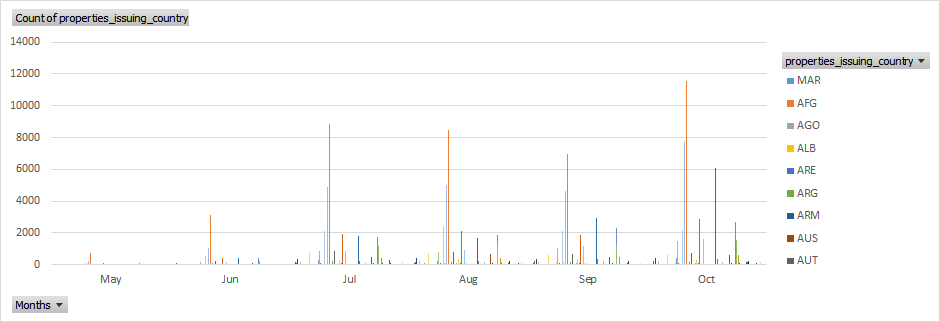 Count of properties_issuing_country
14000
12000
10000
8000
6000
4000
2000
0
May Jun Jul Aug Sep Oct
Months
properties_issuing_country
MAR
AFG
AGO
ALB
ARE
ARG
ARM
AUS
AUT